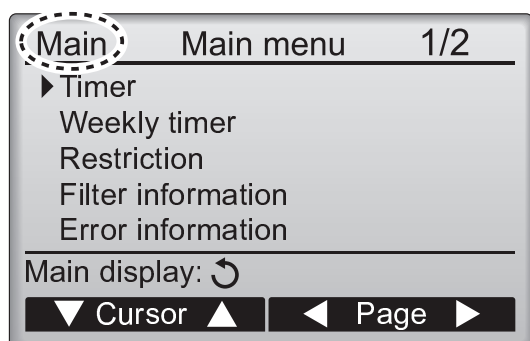 Main Main menu 1/2
Timer
Weekly timer
Restriction
Filter information
Error information
Main display:
Cursor Page